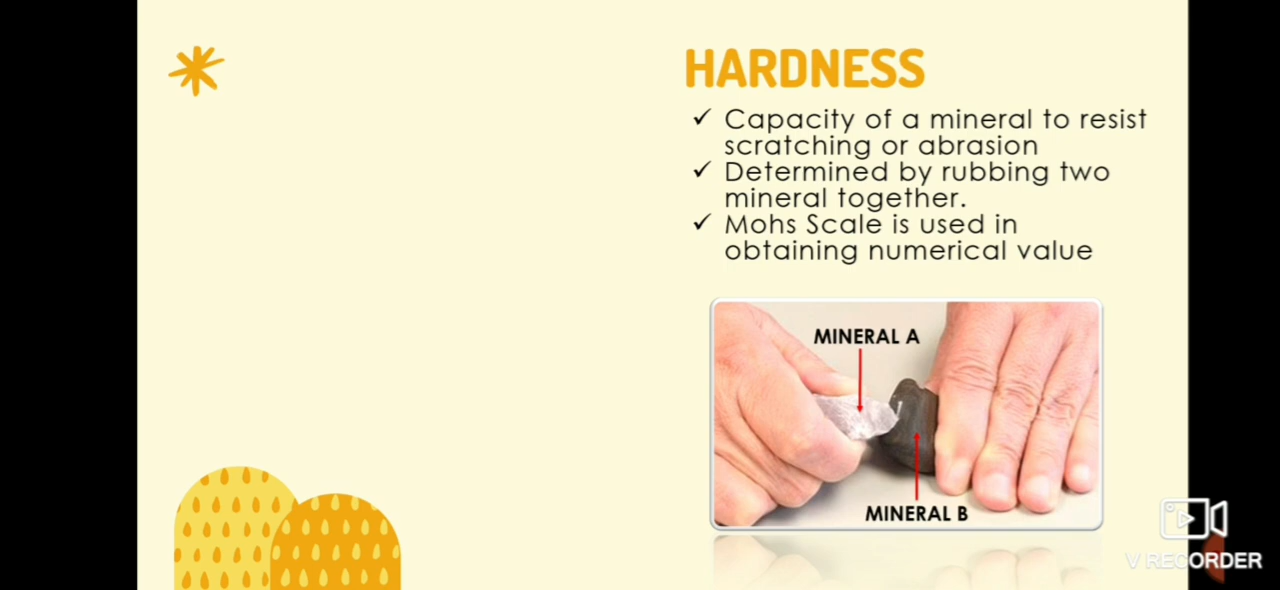 HARDNESS
✓ Capacity of a mineral to resist
scratching or abrasion
✓ Determined by rubbing two
mineral together.
✓ Mohs Scale is used in
obtaining numerical value
MINERAL A
MINERAL B
V RECORDER